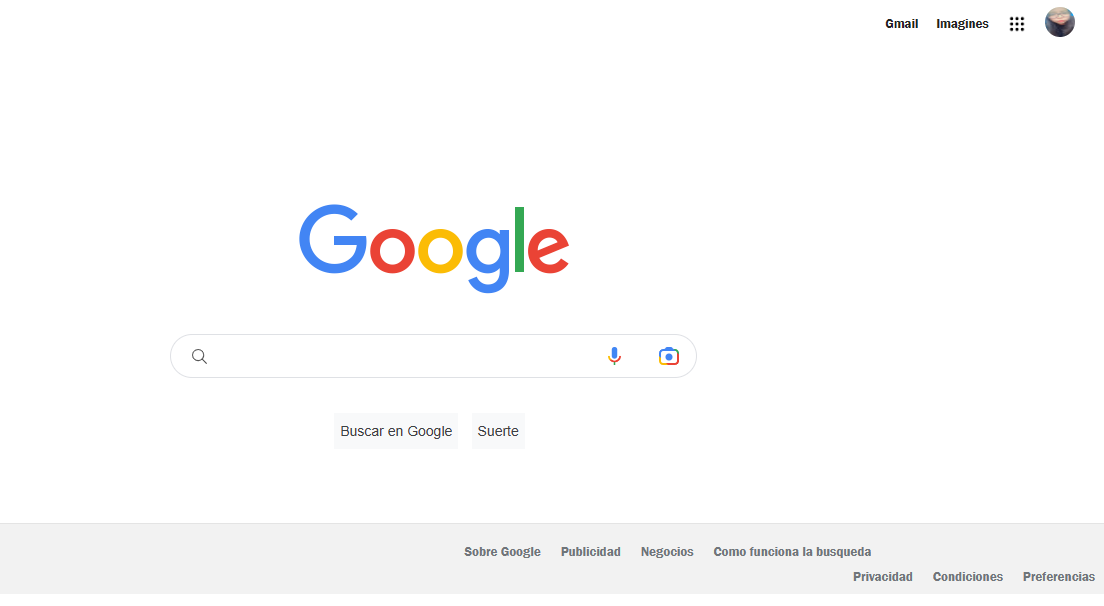 Gmail Imagines
Google
Buscar en Google Suerte
Sobre Google Publicidad Negocios Como funciona la busqueda
Privacidad Condiciones Preferencias